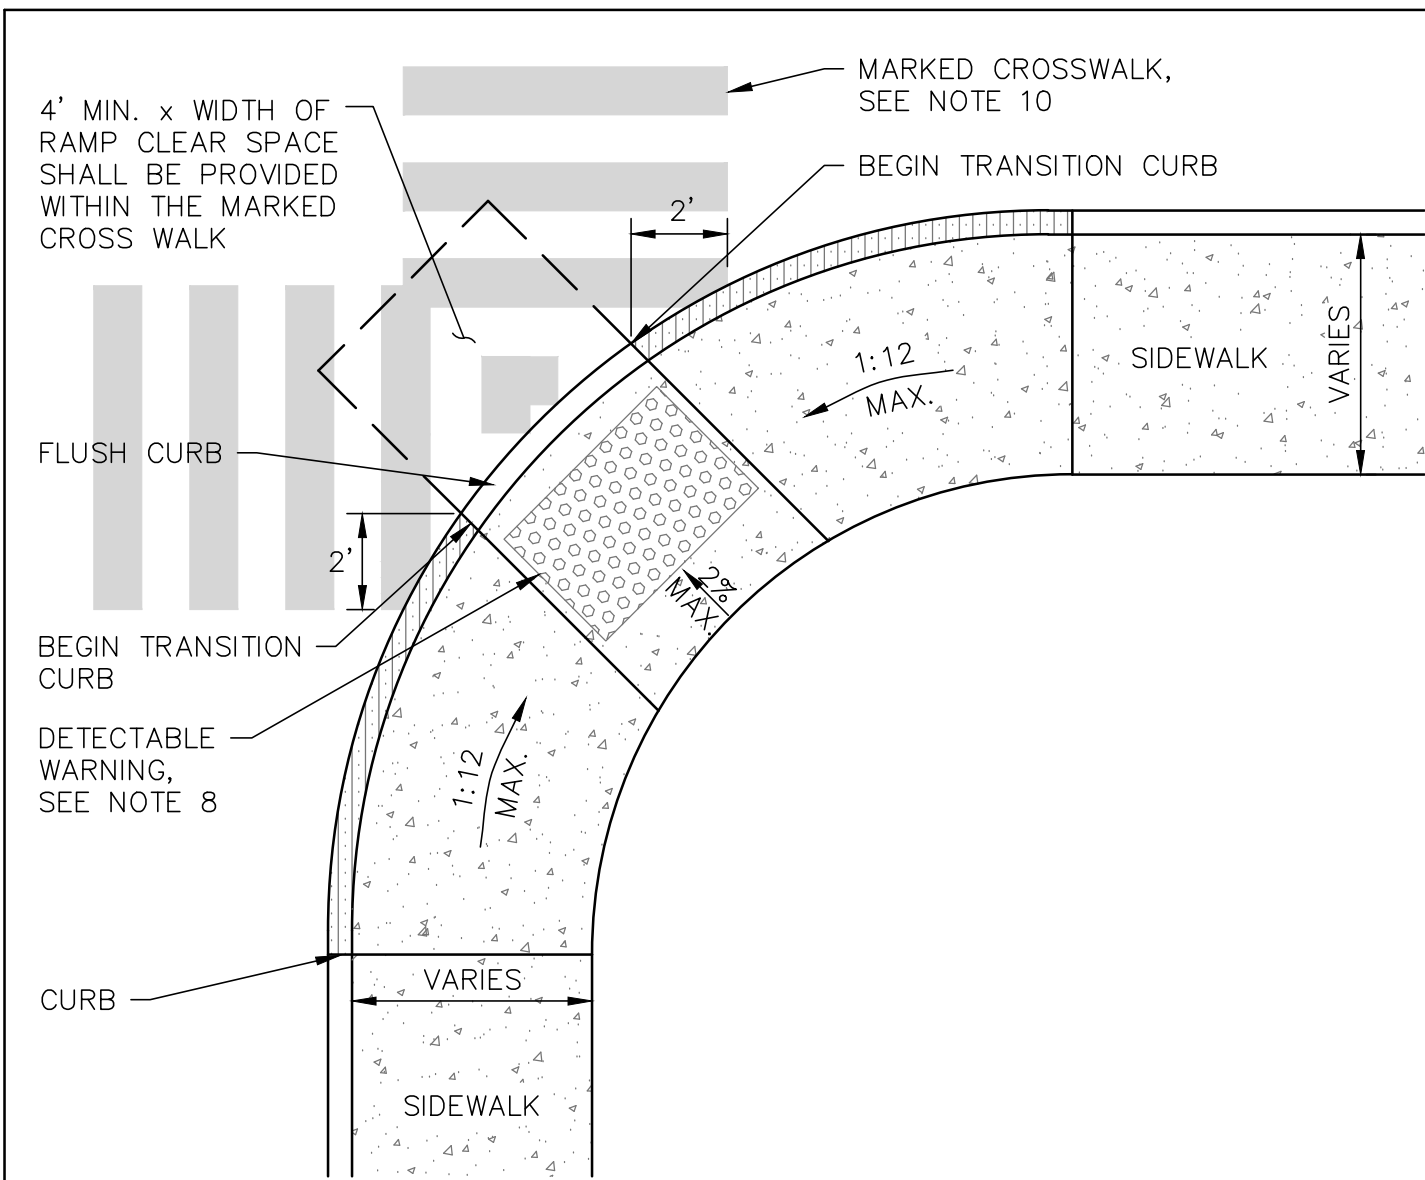 MARKED CROSSWALK,
SEE NOTE 10
4' MIN. x WIDTH OF
RAMP CLEAR SPACE
SHALL BE PROVIDED
WITHIN THE MARKED
CROSS WALK
BEGIN TRANSITION CURB
2'
1:12
MAX.
SIDEWALK
VARIES
FLUSH CURB
2'
2%
MAX.
BEGIN TRANSITION
CURB
DETECTABLE
WARNING,
SEE NOTE 8
1:12
MAX.
CURB
VARIES
SIDEWALK